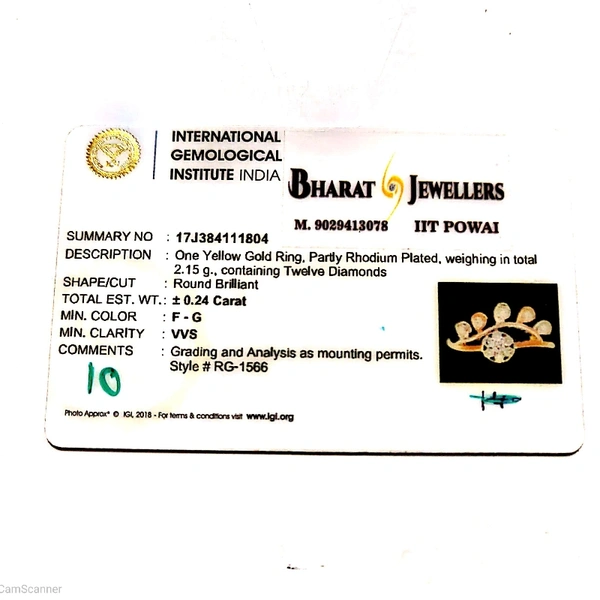 INTERNATIONAL
GEMOLOGICAL
INSTITUTE INDIA
BHARAT JEWELLERS
M. 9029413078 IIT POWAI
SUMMARY NO : 17J384111804
DESCRIPTION : One Yellow Gold Ring, Partly Rhodium Plated, weighing in total
2.15 g., containing Twelve Diamonds
SHAPE/CUT : Round Brilliant
TOTAL EST. WT.: ± 0.24 Carat
MIN. COLOR : F - G
MIN. CLARITY : VVS
COMMENTS : Grading and Analysis as mounting permits.
Style # RG-1566
10
Photo Approx* © IGI, 2018 - For terms & conditions visit www.igi.org
CamScanner